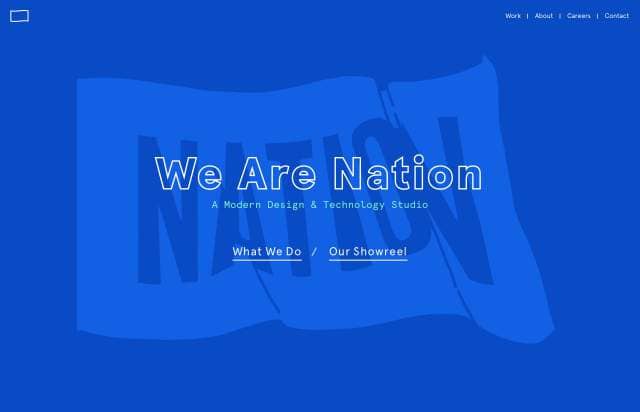 Work | About | Careers | Contact
NATION
We Are Nation
A Modern Design & Technology Studio
What We Do / Our Showreel